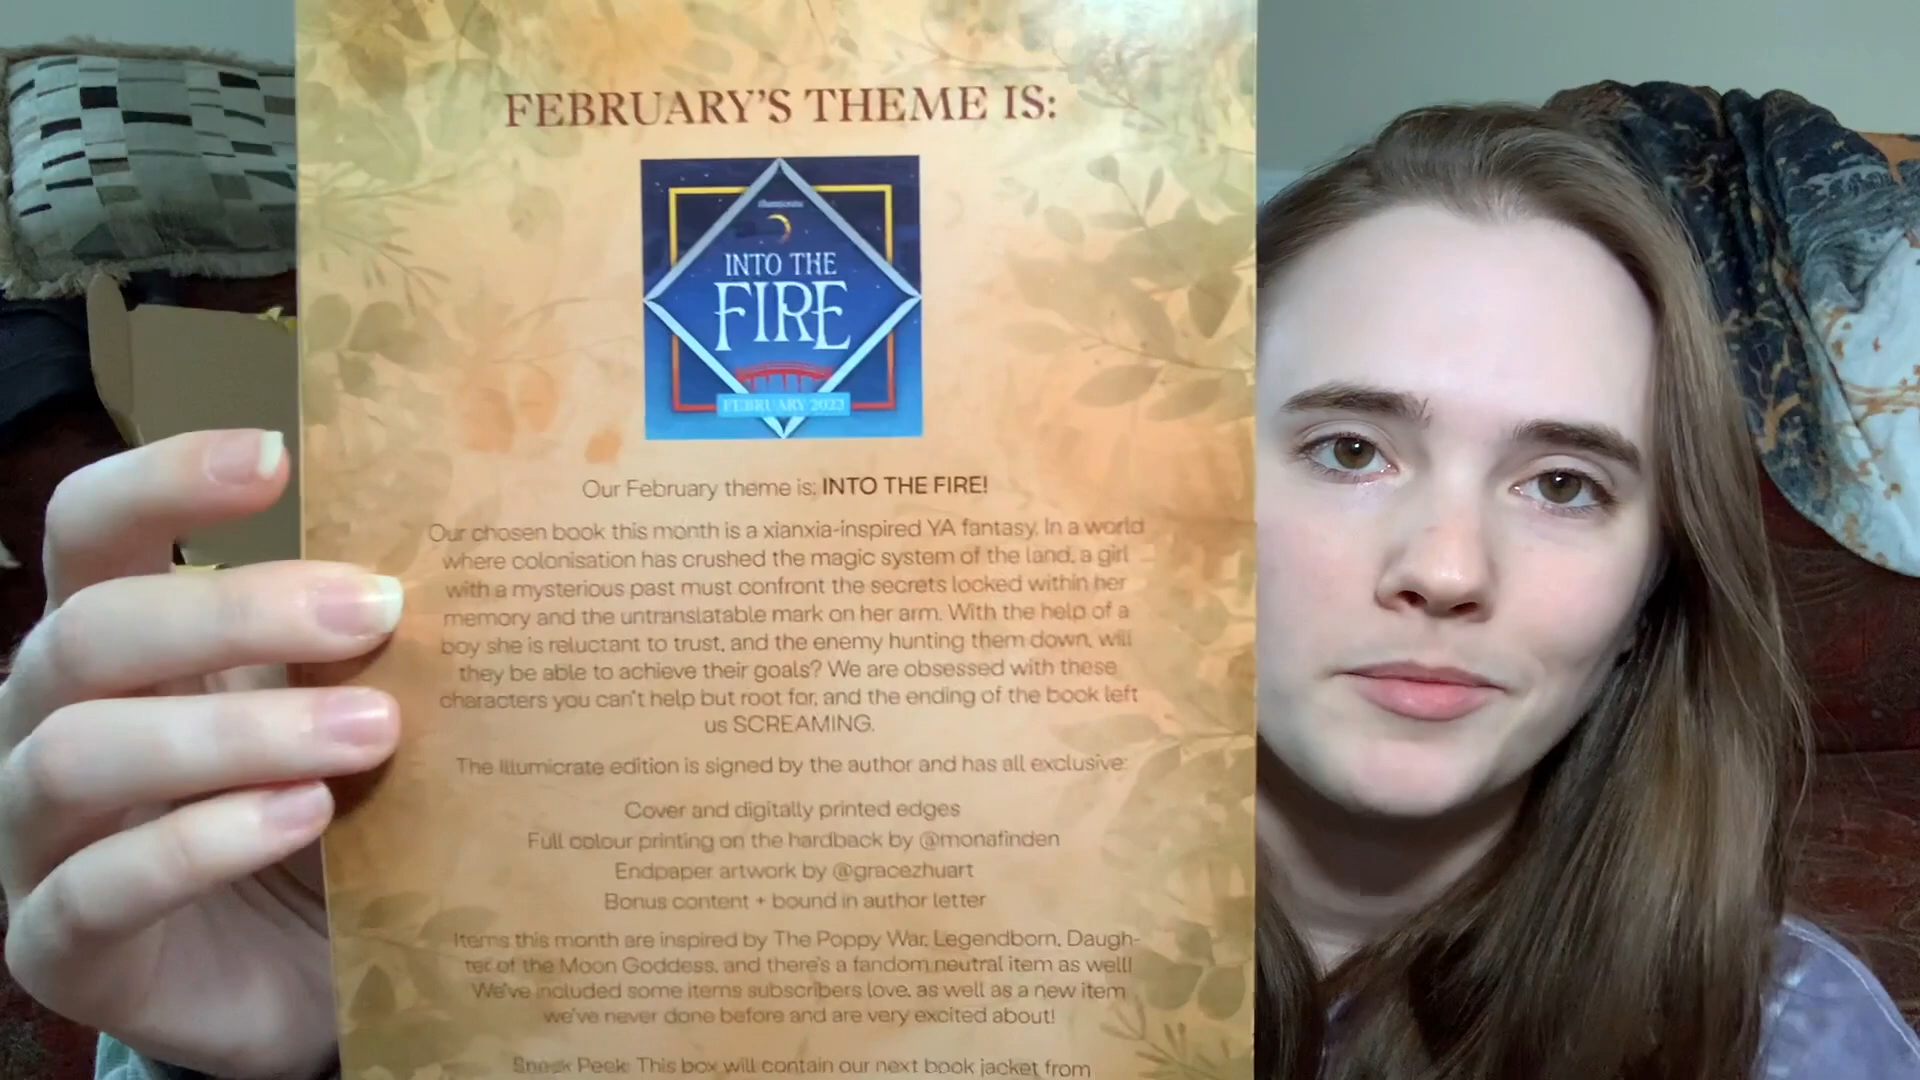 FEBRUARY'S THEME IS:
illumicrate
INTO THE
FIRE
FEBRUARY 2023
Our February theme is: INTO THE FIRE!
Our chosen book this month is a xianxia-inspired YA fantasy. In a world
where colonisation has crushed the magic system of the land, a girl
with a mysterious past must confront the secrets locked within her
memory and the untranslatable mark on her arm. With the help of a
boy she is reluctant to trust, and the enemy hunting them down, will
they be able to achieve their goals? We are obsessed with these
characters you can't help but root for, and the ending of the book left
us SCREAMING.
The Illumicrate edition is signed by the author and has all exclusive:
Cover and digitally printed edges
Full colour printing on the hardback by @monafinden
Endpaper artwork by @gracezhuart
Bonus content + bound in author letter
Items this month are inspired by The Poppy War, Legendborn, Daugh-
ter of the Moon Goddess, and there's a fandom neutral item as well!
We've included some items subscribers love, as well as a new item
we've never done before and are very excited about!
Sneak Peek: This box will contain our next book jacket from